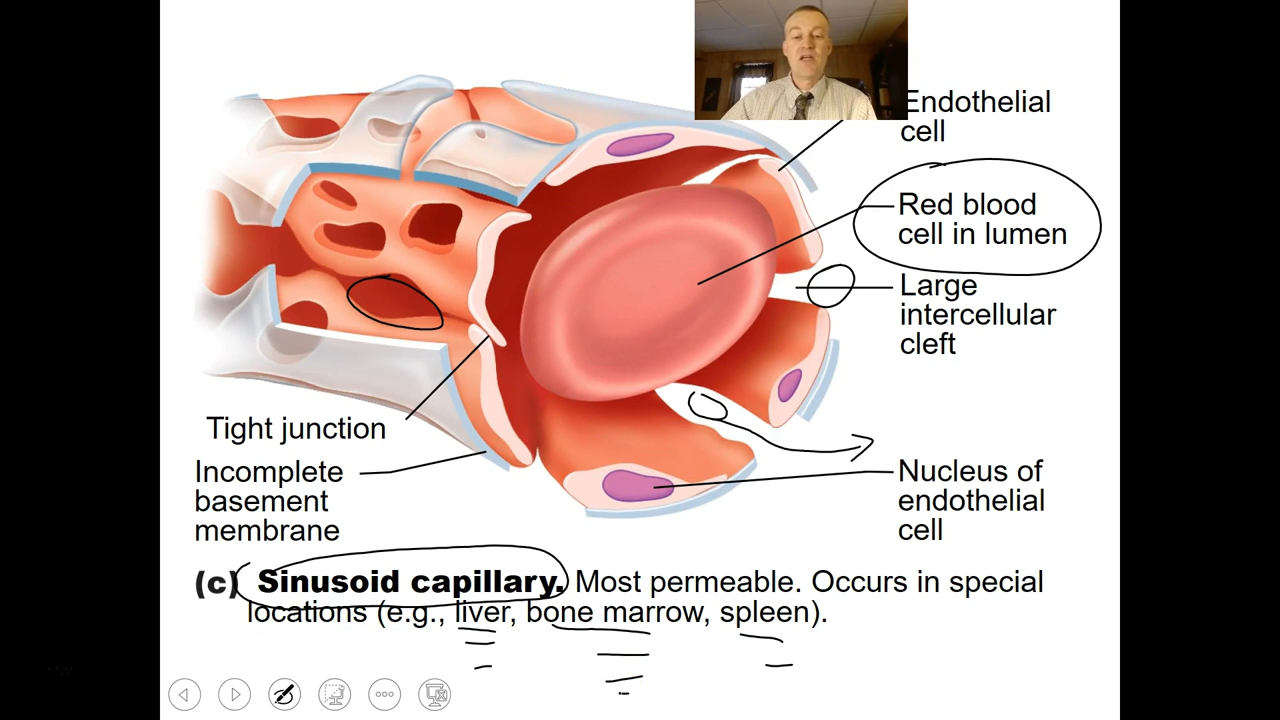 Endothelial
cell
Red blood
cell in lumen
Large
intercellular
cleft
Tight junction
Incomplete
basement
membrane
Nucleus of
endothelial
cell
(c) Sinusoid capillary. Most permeable. Occurs in special
locations (e.g., liver, bone marrow, spleen).